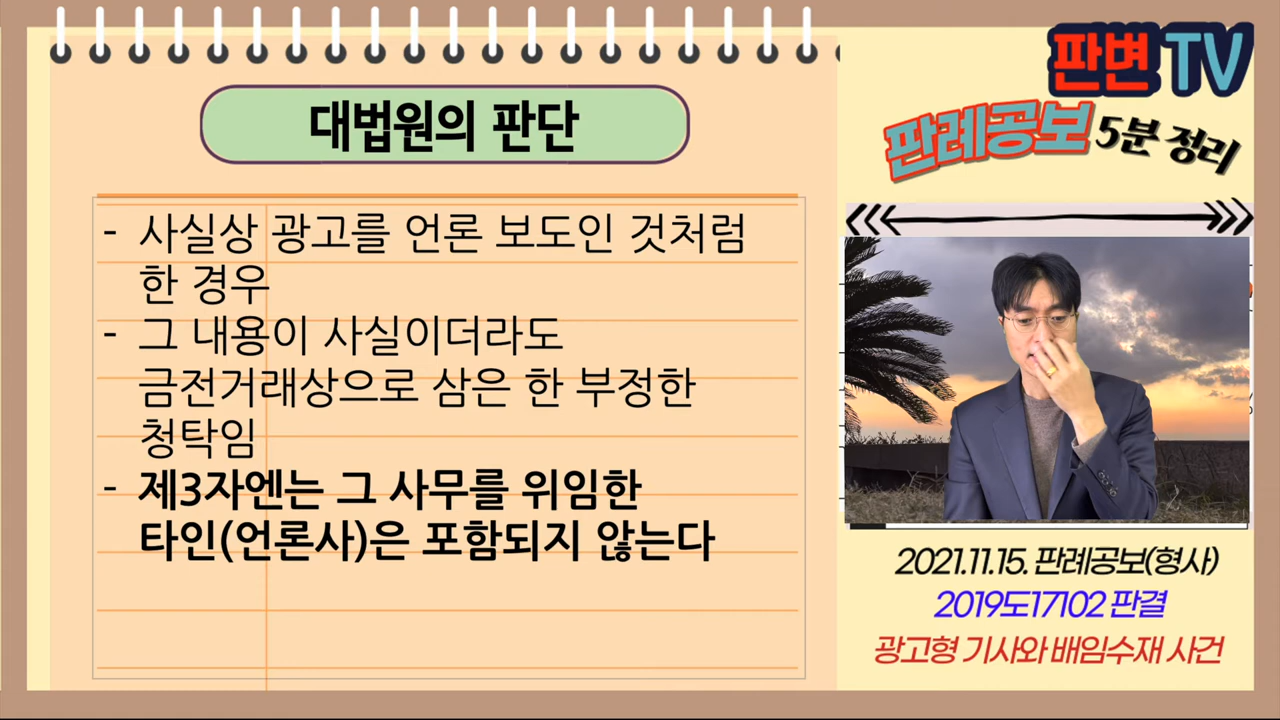 대법원의 판단
- 사실상 광고를 언론 보도인 것처럼
한 경우
- 그 내용이 사실이더라도
금전거래상으로 삼은 한 부정한
청탁임
- 제3자엔는 그 사무를 위임한
타인(언론사)은 포함되지 않는다
판변 TV
판례공보 5분 정리
2021.11.15. 판례공보(형사)
2019도17102 판결
광고형 기사와 배임수재 사건